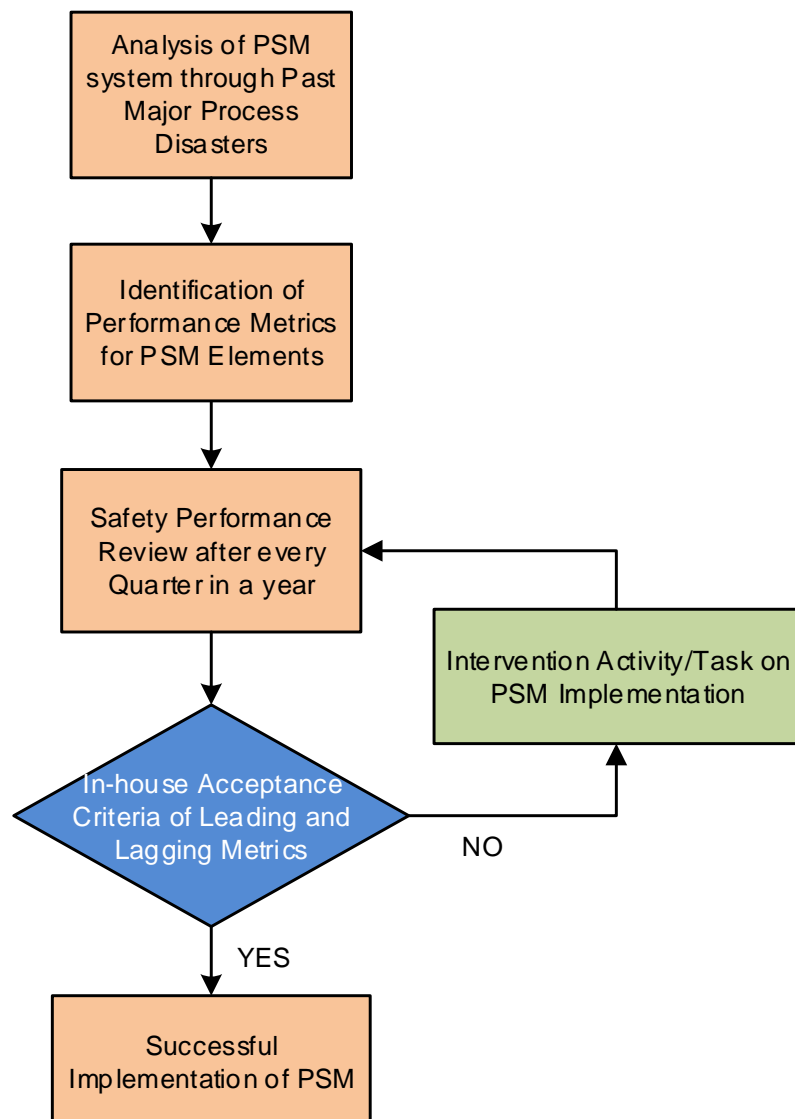 Analysis of PSM
system through Past
Major Process
Disasters
Identification of
Performance Metrics
for PSM Elements
Safety Performance
Review after every
Quarter in a year
Intervention Activity/Task on
PSM Implementation
In-house Acceptance
Criteria of Leading and
Lagging Metrics
NO
YES
Successful
Implementation of PSM